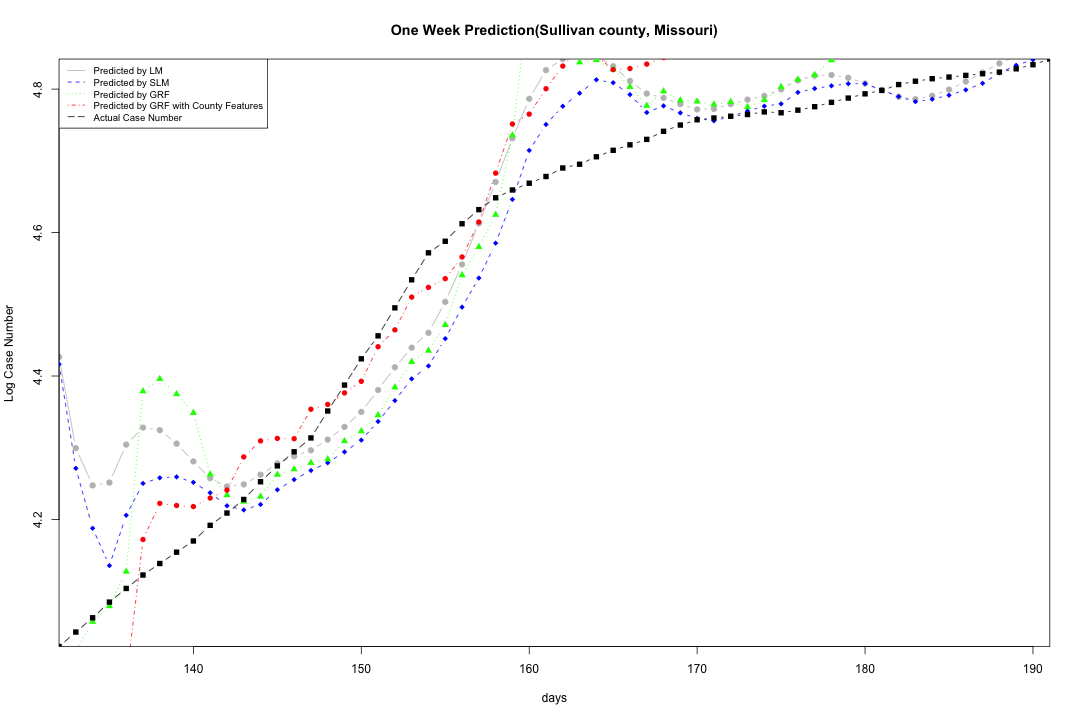 One Week Prediction(Sullivan county, Missouri)
Predicted by LM
Predicted by SLM
Predicted by GRF
Predicted by GRF with County Features
Actual Case Number
4.8
4.6
4.4
4.2
Log Case Number
140 150 160 170 180 190
days